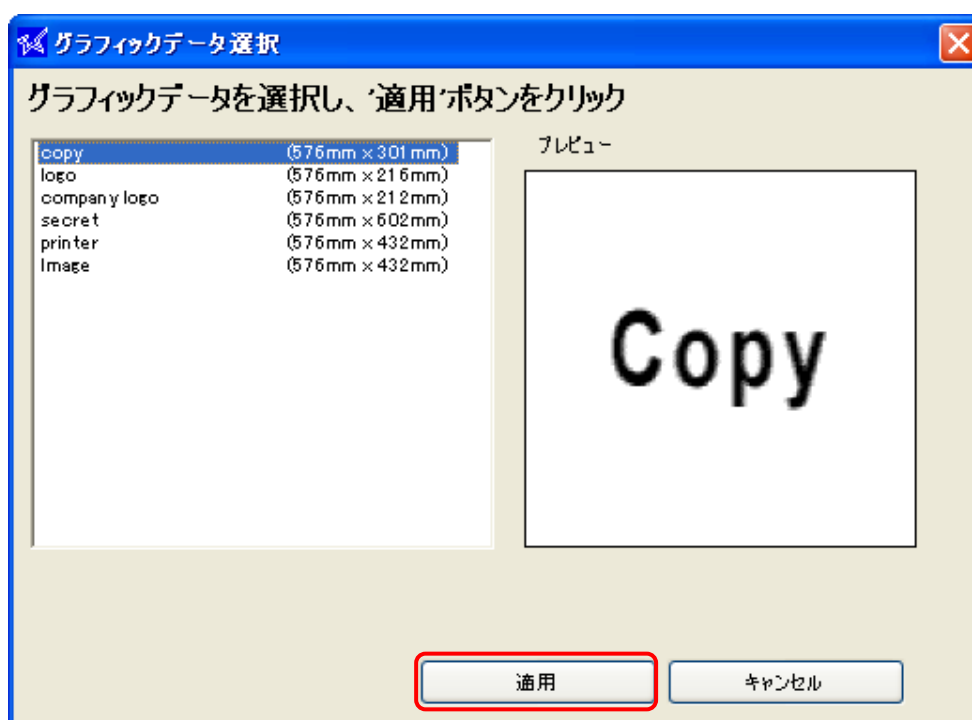 グラフィックデータ選択
グラフィックデータを選択し、'適用'ボタンをクリック
プレビュー
copy (576mm×301mm)
logo (576mm×216mm)
company logo (576mm×212mm)
secret (576mm×602mm)
printer (576mm×432mm)
Image (576mm×432mm)
Copy
適用 キャンセル